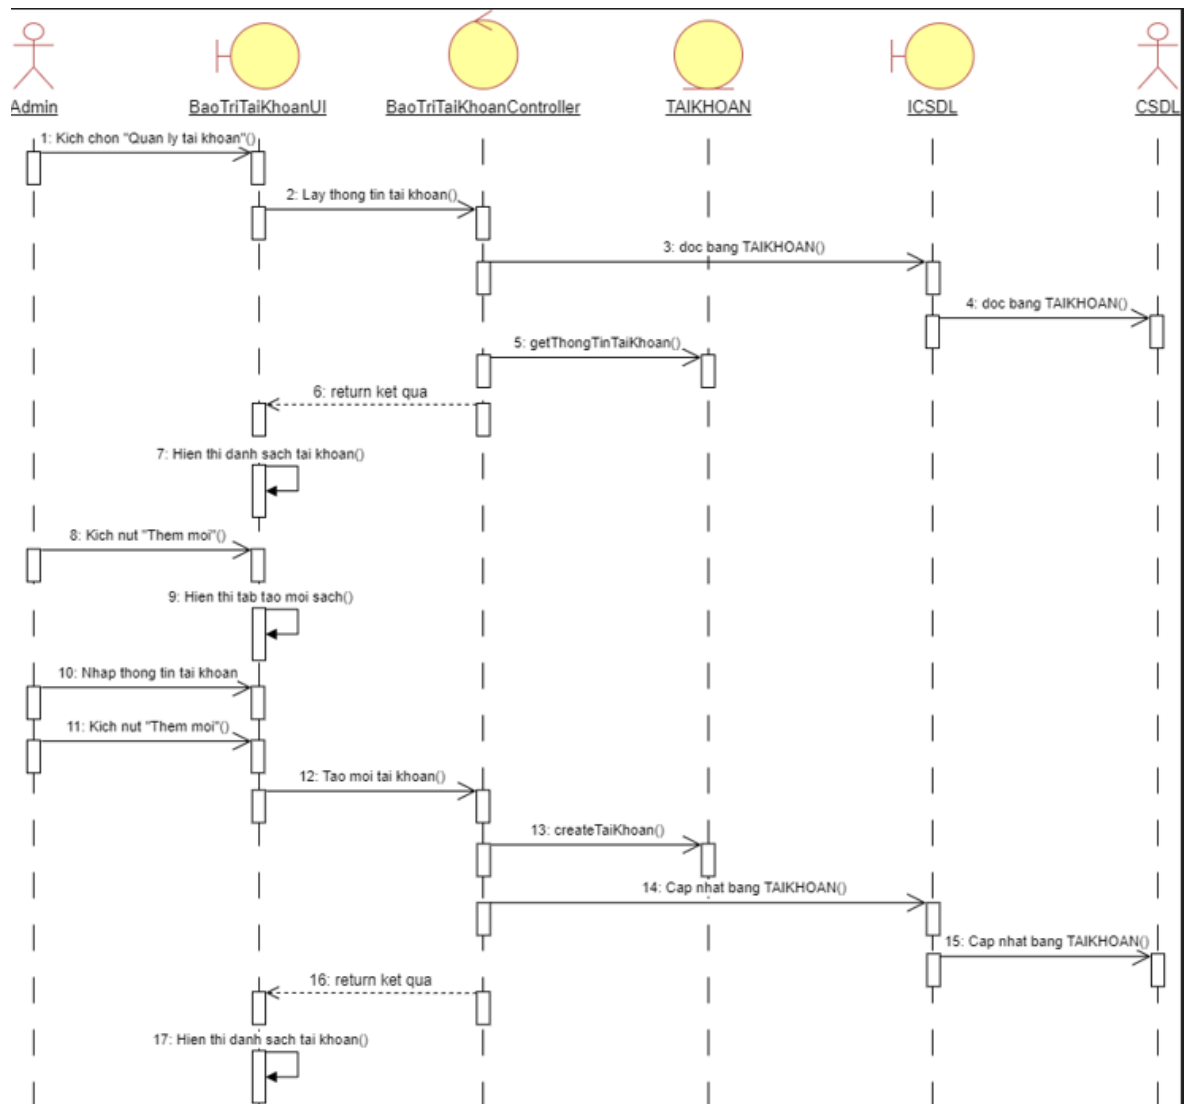 Admin
BaoTriTaiKhoanUI
BaoTriTaiKhoanController
TAIKHOAN
ICSDL
CSDL
1: Kich chon "Quan ly tai khoan"()
2: Lay thong tin tai khoan()
3: doc bang TAIKHOAN()
4: doc bang TAIKHOAN()
5: getThongTinTaiKhoan()
6: return ket qua
7: Hien thi danh sach tai khoan()
8: Kich nut "Them moi"()
9: Hien thi tab tao moi sach()
10: Nhap thong tin tai khoan
11: Kich nut "Them moi"()
12: Tao moi tai khoan()
13: createTaiKhoan()
14: Cap nhat bang TAIKHOAN()
15: Cap nhat bang TAIKHOAN()
16: return ket qua
17: Hien thi danh sach tai khoan()